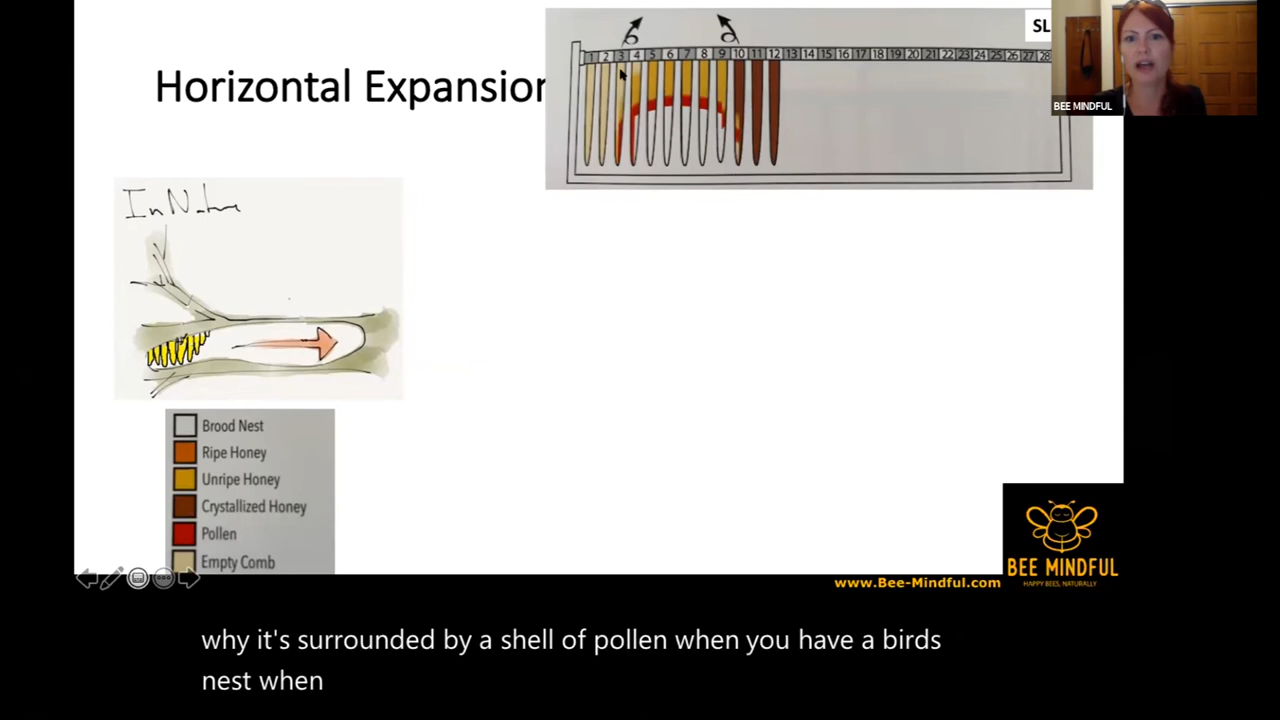 Horizontal Expansion
SL
1 2 3 4 5 6 7 8 9 10 11 12 13 14 15 16 17 18 19 20 21 22 23 24 25 26 27 28
BEE MINDFUL
In Nature
Brood Nest
Ripe Honey
Unripe Honey
Crystallized Honey
Pollen
Empty Comb
BEE MINDFUL
HAPPY BEES, NATURALLY
www.Bee-Mindful.com
why it's surrounded by a shell of pollen when you have a birds
nest when